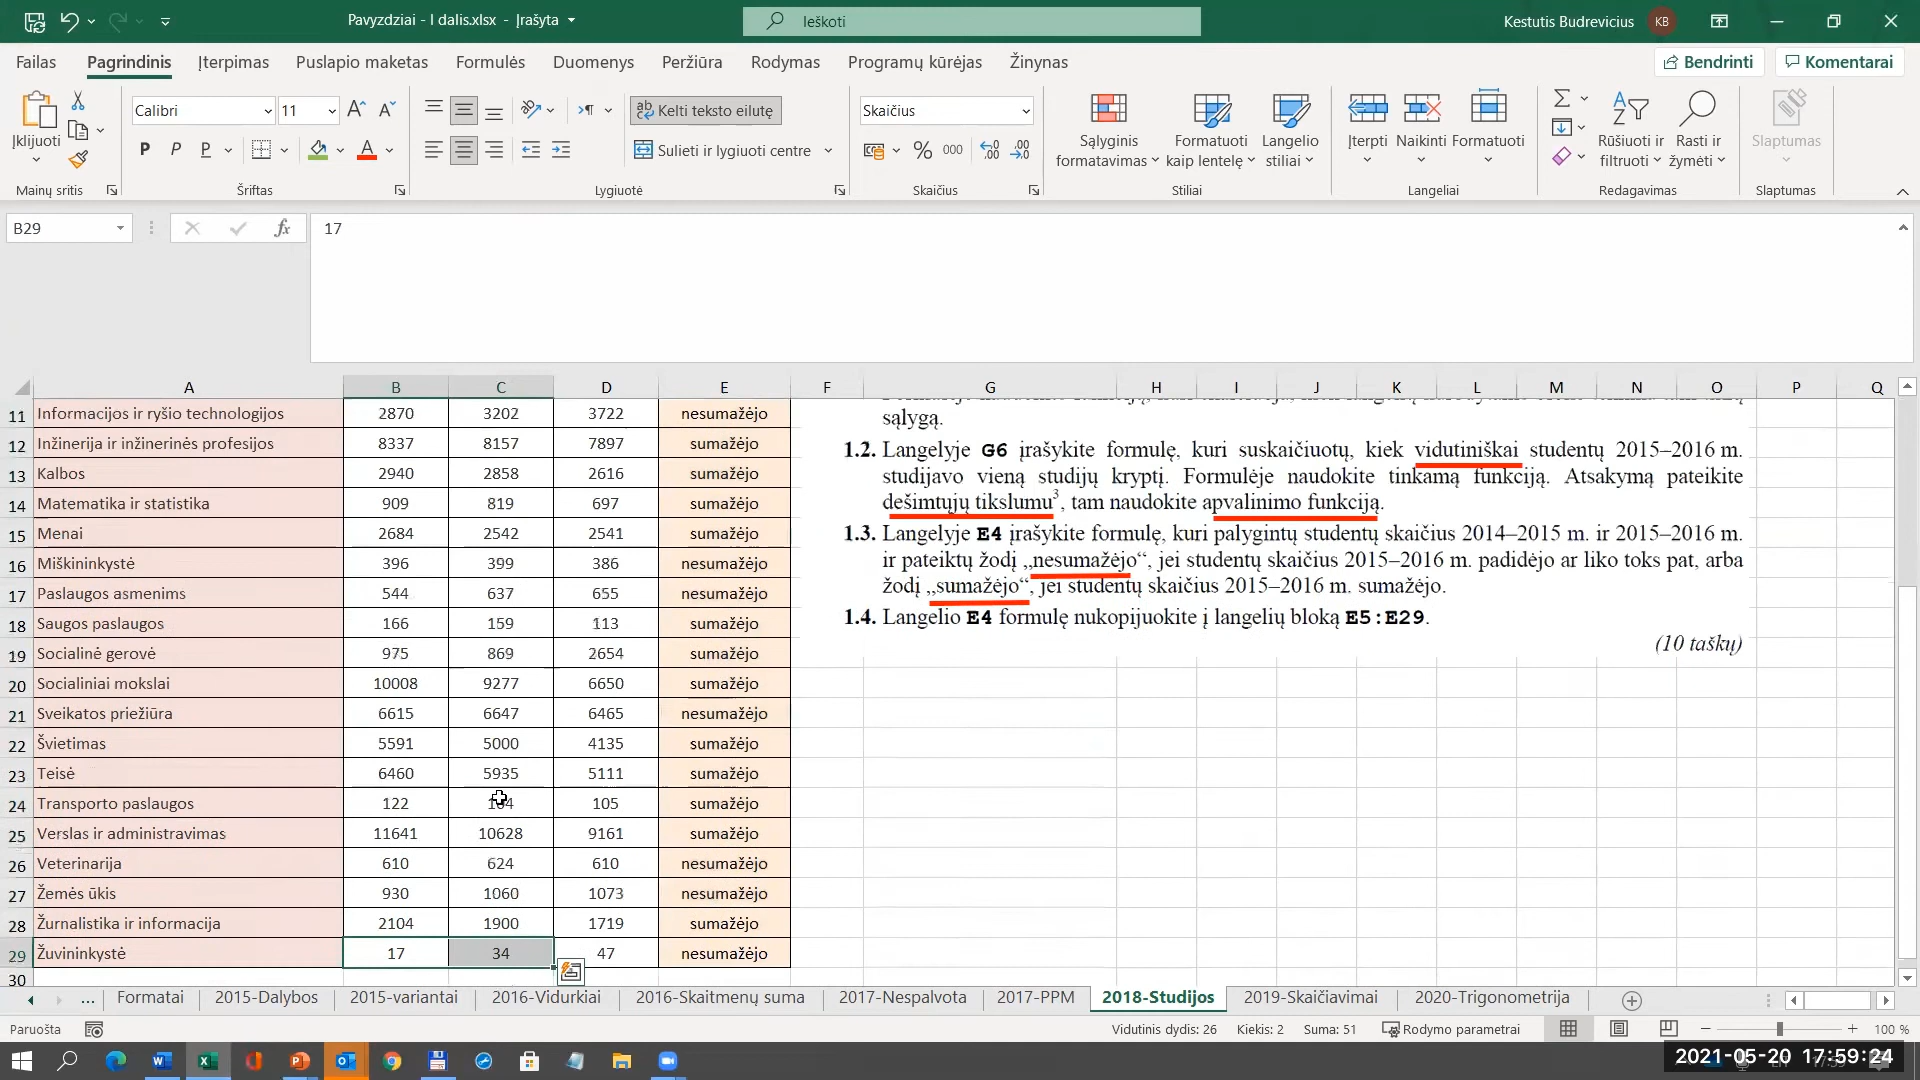 Pavyzdziai - I dalis.xlsx - Įrašyta
Ieškoti
Kestutis Budrevicius KB
Failas Pagrindinis Įterpimas Puslapio maketas Formulės Duomenys Peržiūra Rodymas Programų kūrėjas Žinynas Bendrinti Komentarai
Įklijuoti
Calibri 11
Kelti teksto eilutę
Skaičius
P P P A
Sulieti ir lygiuoti centre
% 000
Sąlyginis formatavimas
Formatuoti kaip lentelę
Langelio stiliai
Įterpti Naikinti Formatuoti
Rūšiuoti ir filtruoti
Rasti ir žymėti
Slaptumas
Mainų sritis Šriftas Lygiuotė Skaičius Stiliai Langeliai Redagavimas Slaptumas
B29 fx 17
A B C D E F G H I J K L M N O P Q
11 Informacijos ir ryšio technologijos 2870 3202 3722 nesumažėjo
12 Inžinerija ir inžinerinės profesijos 8337 8157 7897 sumažėjo
13 Kalbos 2940 2858 2616 sumažėjo
14 Matematika ir statistika 909 819 697 sumažėjo
15 Menai 2684 2542 2541 sumažėjo
16 Miškininkystė 396 399 386 nesumažėjo
17 Paslaugos asmenims 544 637 655 nesumažėjo
18 Saugos paslaugos 166 159 113 sumažėjo
19 Socialinė gerovė 975 869 2654 sumažėjo
20 Socialiniai mokslai 10008 9277 6650 sumažėjo
21 Sveikatos priežiūra 6615 6647 6465 nesumažėjo
22 Švietimas 5591 5000 4135 sumažėjo
23 Teisė 6460 5935 5111 sumažėjo
24 Transporto paslaugos 122 105 sumažėjo
25 Verslas ir administravimas 11641 10628 9161 sumažėjo
26 Veterinarija 610 624 610 nesumažėjo
27 Žemės ūkis 930 1060 1073 nesumažėjo
28 Žurnalistika ir informacija 2104 1900 1719 sumažėjo
29 Žuvininkystė 17 34 47 nesumažėjo
30
sąlygą.
1.2. Langelyje G6 įrašykite formulę, kuri suskaičiuotų, kiek vidutiniškai studentų 2015–2016 m.
studijavo vieną studijų kryptį. Formulėje naudokite tinkamą funkciją. Atsakymą pateikite
dešimtųjų tikslumu3, tam naudokite apvalinimo funkciją.
1.3. Langelyje E4 įrašykite formulę, kuri palygintų studentų skaičius 2014–2015 m. ir 2015–2016 m.
ir pateiktų žodį „nesumažėjo“, jei studentų skaičius 2015–2016 m. padidėjo ar liko toks pat, arba
žodį „sumažėjo“, jei studentų skaičius 2015–2016 m. sumažėjo.
1.4. Langelio E4 formulę nukopijuokite į langelių bloką E5:E29.
(10 taškų)
... Formatai 2015-Dalybos 2015-variantai 2016-Vidurkiai 2016-Skaitmenų suma 2017-Nespalvota 2017-PPM 2018-Studijos 2019-Skaičiavimai 2020-Trigonometrija
Paruošta Vidutinis dydis: 26 Kiekis: 2 Suma: 51 Rodymo parametrai 100 %
2021-05-20 17:59:24